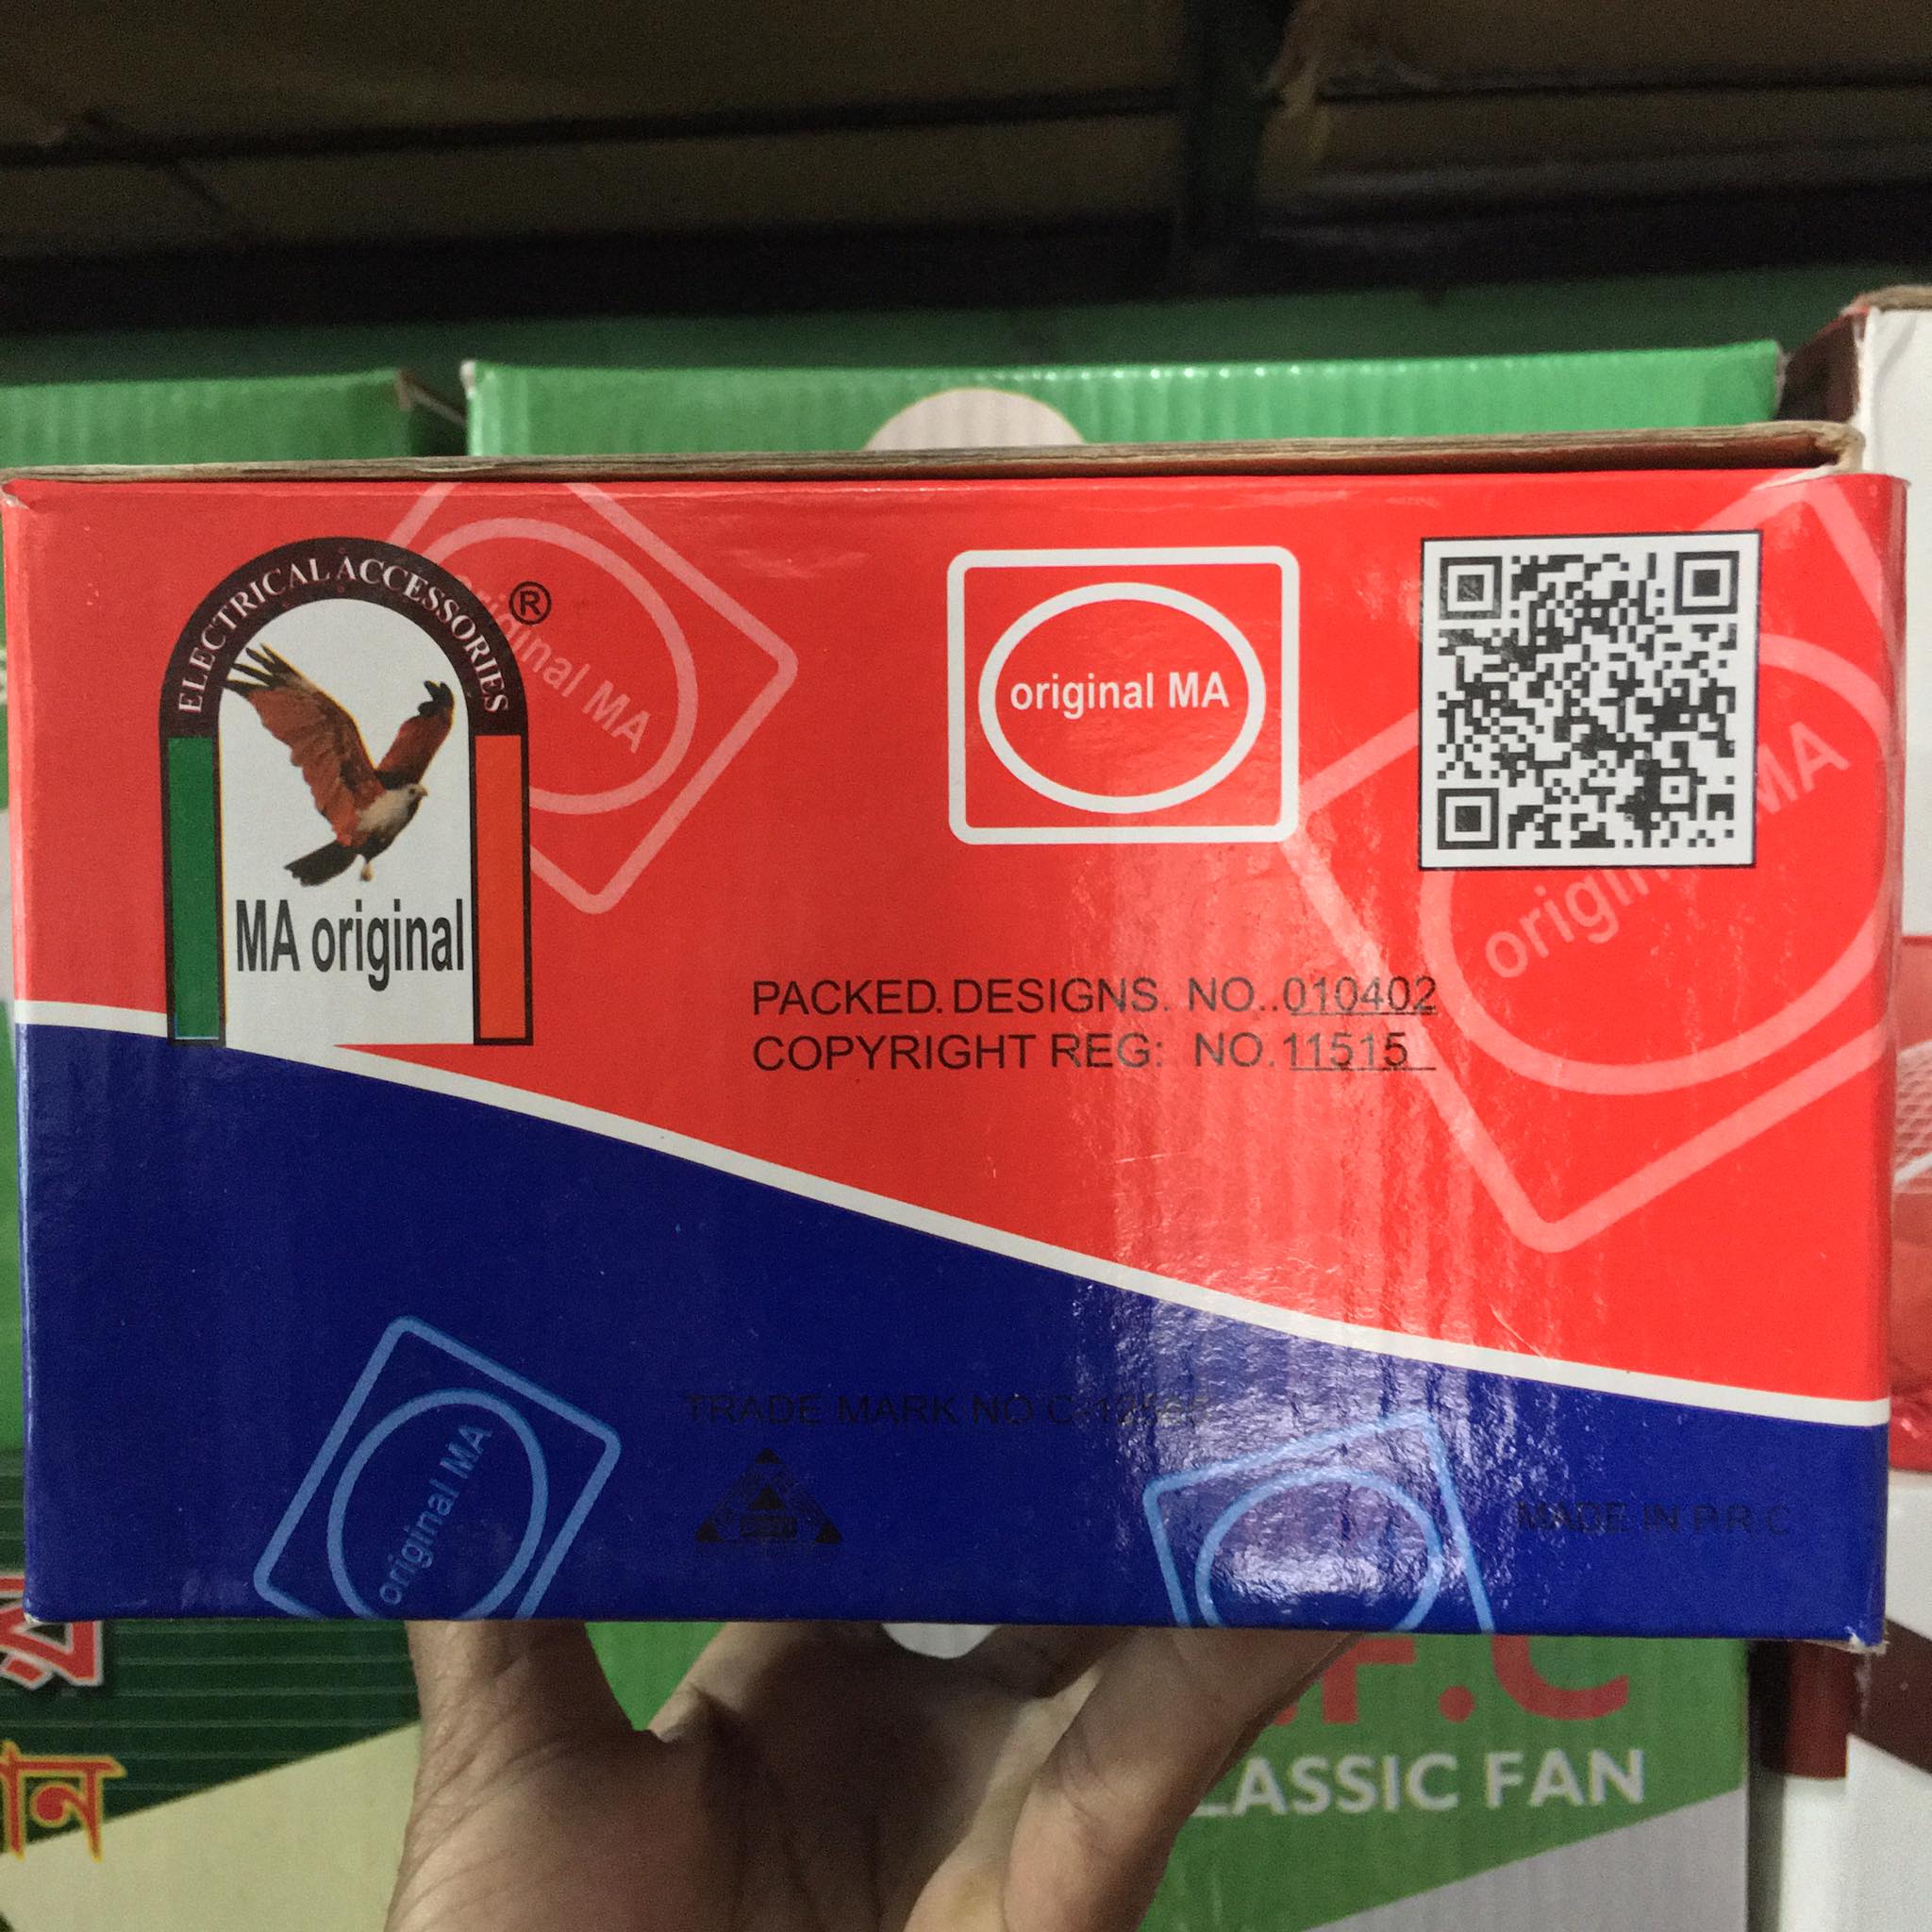 ELECTRICAL ACCESSORIES
®
MA original
original MA
original MA
original MA
PACKED. DESIGNS. NO..010402
COPYRIGHT REG: NO. 11515
TRADE MARK NO
original MA
MADE IN P.R.C
.C
LASSIC FAN
ান